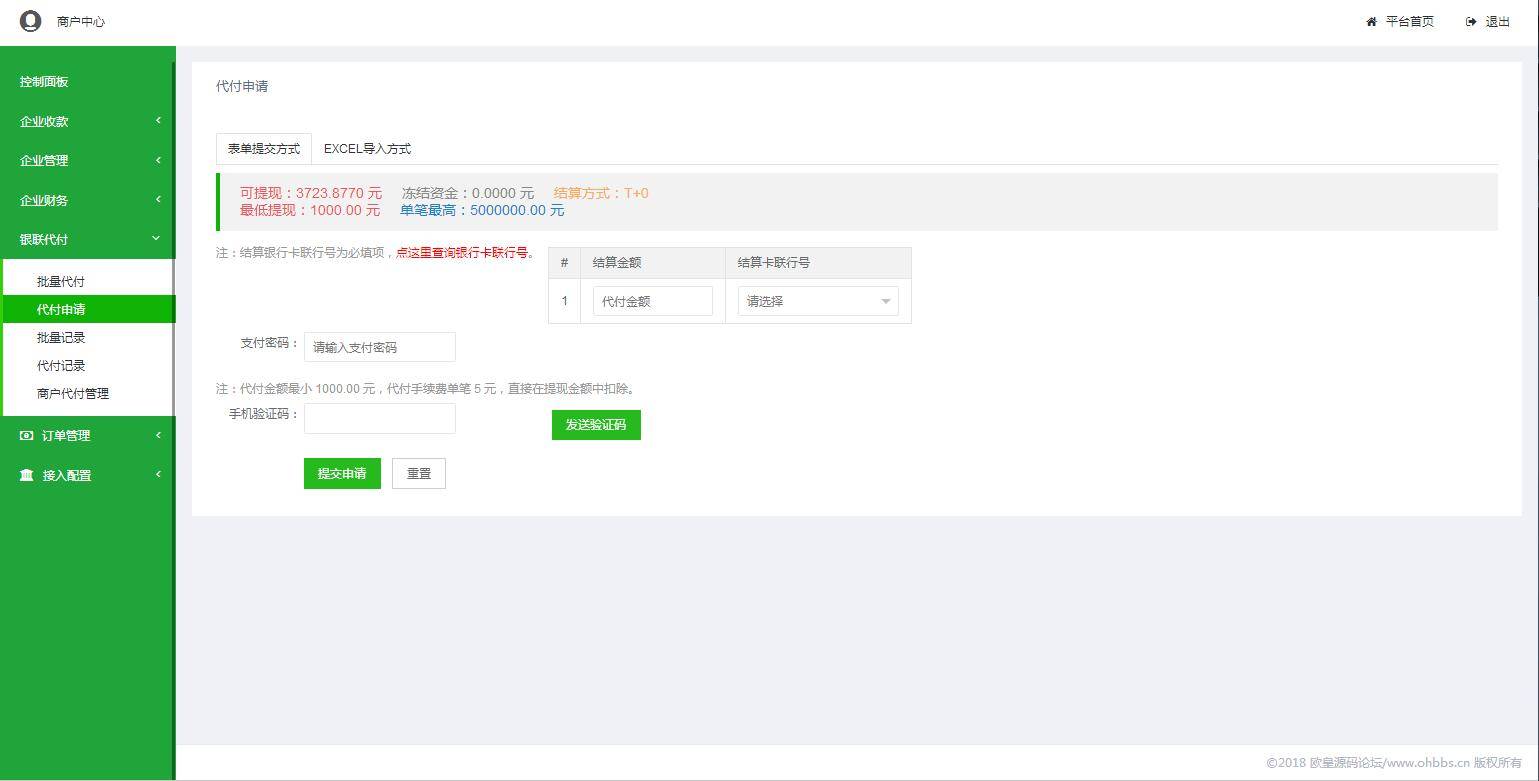 商户中心
平台首页
退出
控制面板
企业收款
企业管理
企业财务
银联代付
批量代付
代付申请
批量记录
代付记录
商户代付管理
订单管理
接入配置
代付申请
表单提交方式 EXCEL导入方式
可提现：3723.8770 元 冻结资金：0.0000 元 结算方式：T+0
最低提现：1000.00 元 单笔最高：5000000.00 元
注：结算银行卡联行号为必填项，点这里查询银行卡联行号。
# 结算金额 结算卡联行号
1 代付金额 请选择
支付密码： 请输入支付密码
注：代付金额最小 1000.00 元，代付手续费单笔 5 元，直接在提现金额中扣除。
手机验证码： 发送验证码
提交申请 重置
©2018 欧皇源码论坛/www.ohbbs.cn 版权所有